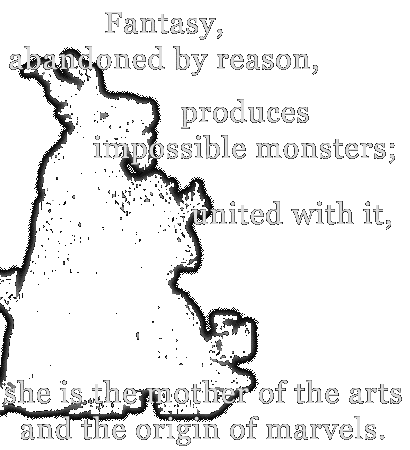 Fantasy,
abandoned by reason,
produces
impossible monsters;
united with it,
she is the mother of the arts
and the origin of marvels.